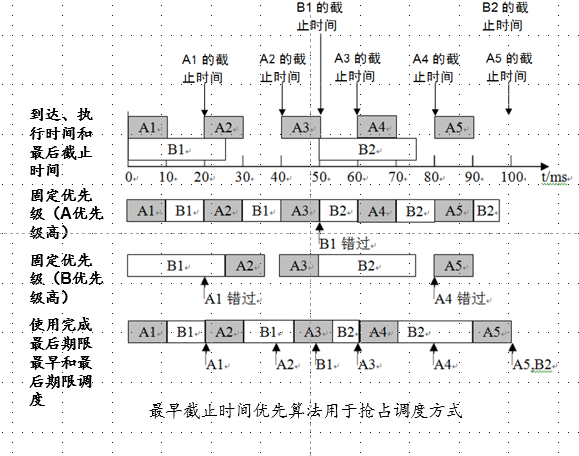 B1 的截
止时间
B2 的截
止时间
A1 的截
止时间
A2 的截
止时间
A3 的截
止时间
A4 的截
止时间
A5 的截
止时间
到达、执
行时间和
最后截止
时间
A1 A2 A3 A4 A5
B1 B2
0 10 20 30 40 50 60 70 80 90 100 t/ms
固定优先
级（A优先
级高）
A1 B1 A2 B1 A3 B2 A4 B2 A5 B2
B1 错过
固定优先
级（B优先
级高）
B1 A2 A3 B2 A5
A1 错过 A4 错过
使用完成
最后期限
最早和最
后期限调
度
A1 B1 A2 B1 A3 B2 A4 B2 A5
A1 A2 B1 A3 A4 A5,B2
最早截止时间优先算法用于抢占调度方式